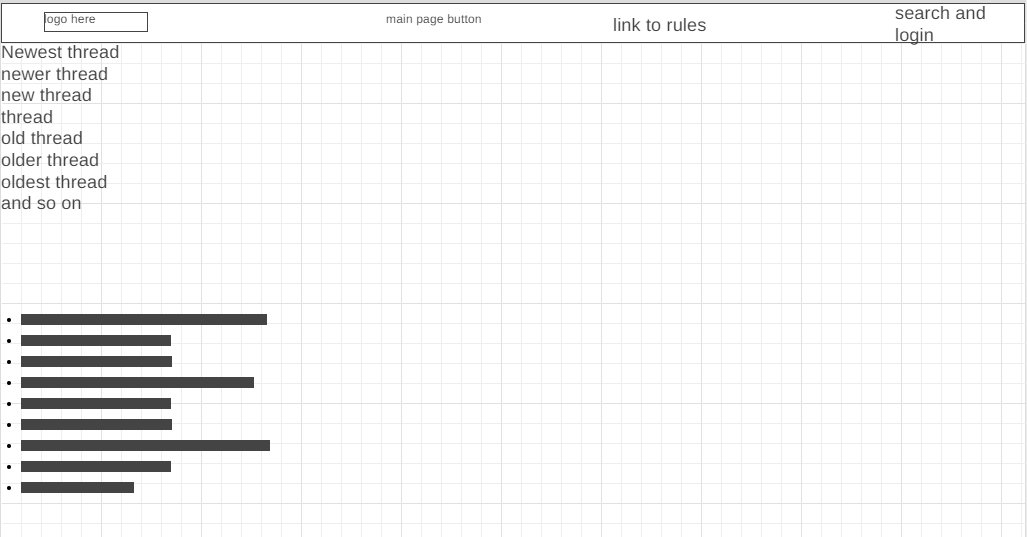 logo here
main page button
link to rules
search and
login
Newest thread
newer thread
new thread
thread
old thread
older thread
oldest thread
and so on